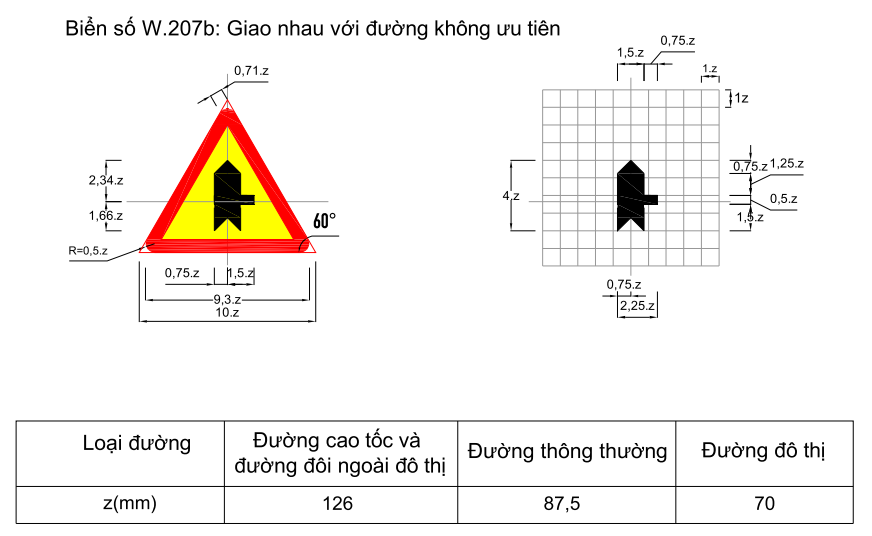 Biển số W.207b: Giao nhau với đường không ưu tiên
0,71.z
2,34.z
1,66.z
60°
R=0,5.z
0,75.z
1,5.z
9,3.z
10.z
0,75.z
1,5.z
1.z
1z
4.z
0,75.z
1,25.z
0,5.z
1,5.z
0,75.z
2,25.z
Loại đường
Đường cao tốc và
đường đôi ngoài đô thị
Đường thông thường
Đường đô thị
z(mm)
126
87,5
70